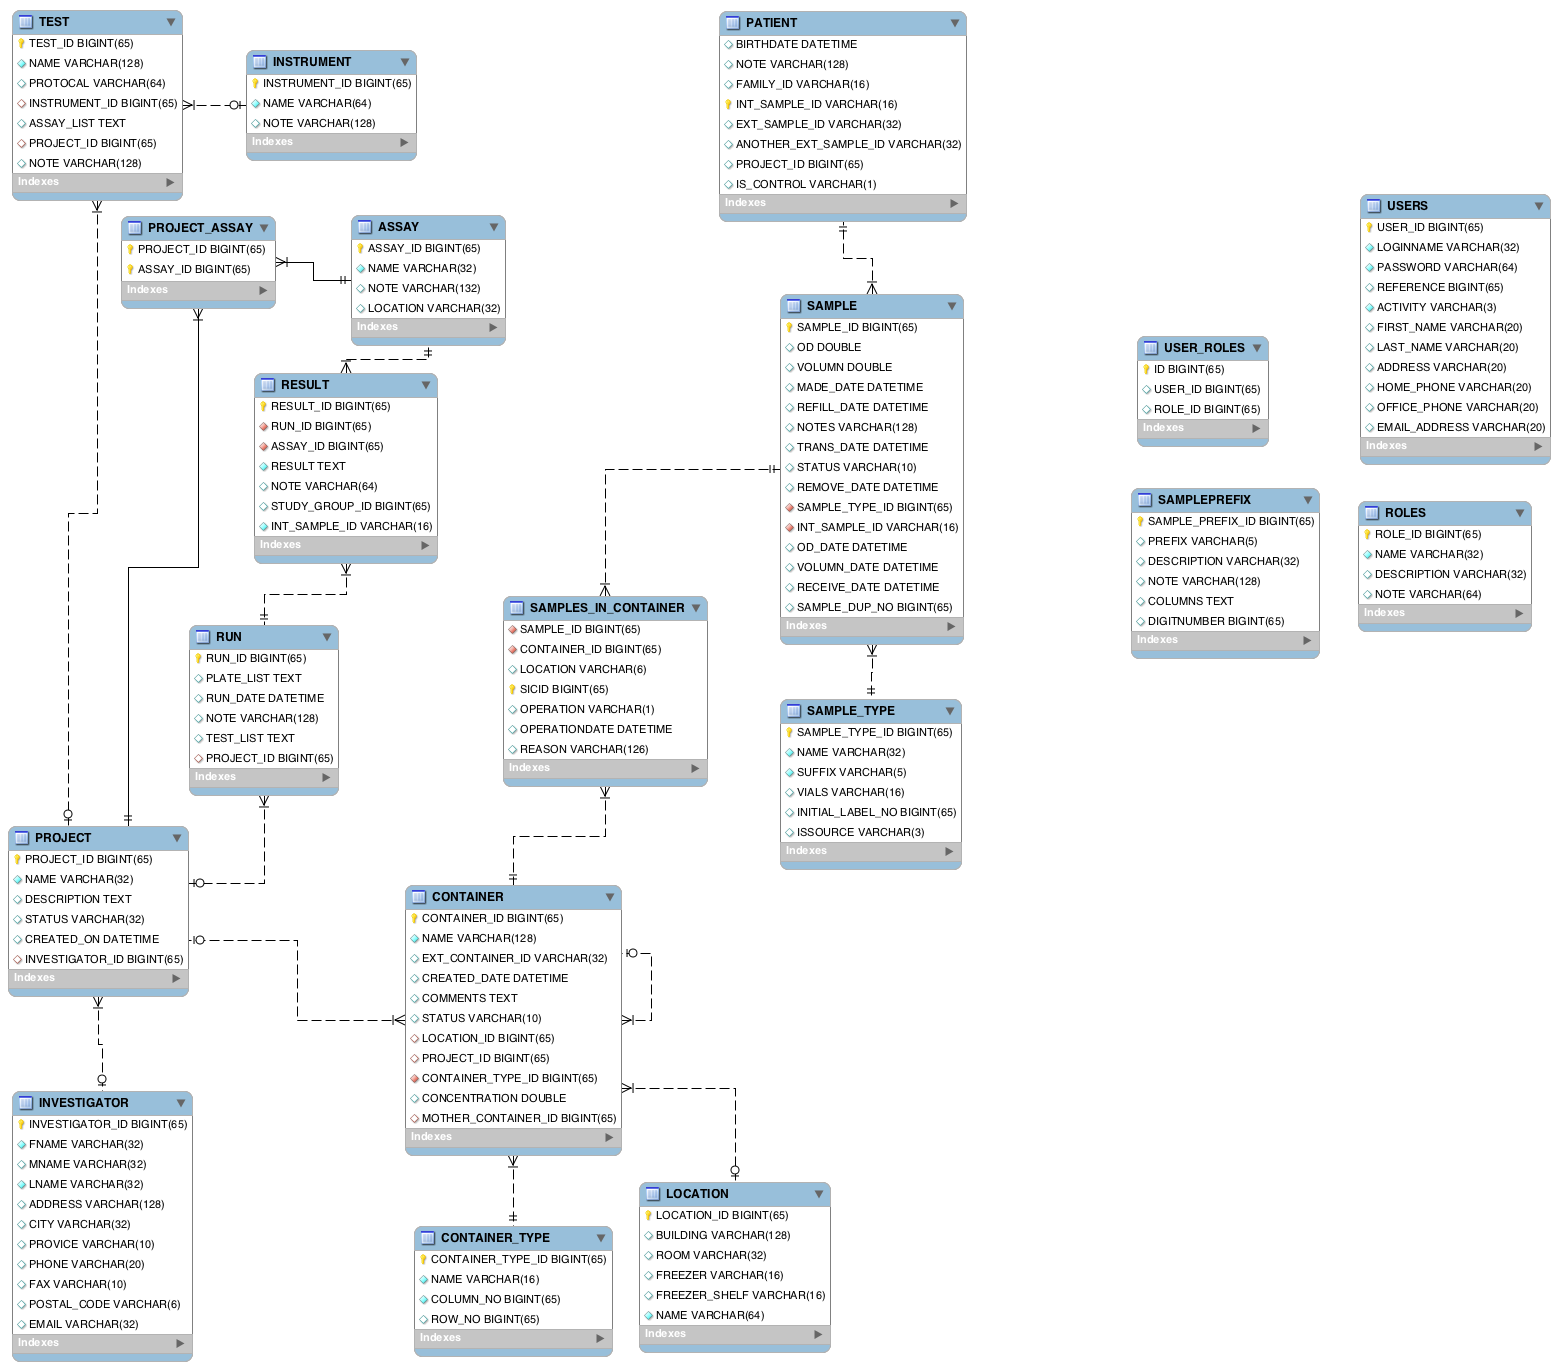 TEST
TEST_ID BIGINT(65)
NAME VARCHAR(128)
PROTOCAL VARCHAR(64)
INSTRUMENT_ID BIGINT(65)
ASSAY_LIST TEXT
PROJECT_ID BIGINT(65)
NOTE VARCHAR(128)
Indexes
INSTRUMENT
INSTRUMENT_ID BIGINT(65)
NAME VARCHAR(64)
NOTE VARCHAR(128)
Indexes
PATIENT
BIRTHDATE DATETIME
NOTE VARCHAR(128)
FAMILY_ID VARCHAR(16)
INT_SAMPLE_ID VARCHAR(16)
EXT_SAMPLE_ID VARCHAR(32)
ANOTHER_EXT_SAMPLE_ID VARCHAR(32)
PROJECT_ID BIGINT(65)
IS_CONTROL VARCHAR(1)
Indexes
PROJECT_ASSAY
PROJECT_ID BIGINT(65)
ASSAY_ID BIGINT(65)
Indexes
ASSAY
ASSAY_ID BIGINT(65)
NAME VARCHAR(32)
NOTE VARCHAR(132)
LOCATION VARCHAR(32)
Indexes
USERS
USER_ID BIGINT(65)
LOGINNAME VARCHAR(32)
PASSWORD VARCHAR(64)
REFERENCE BIGINT(65)
ACTIVITY VARCHAR(3)
FIRST_NAME VARCHAR(20)
LAST_NAME VARCHAR(20)
ADDRESS VARCHAR(20)
HOME_PHONE VARCHAR(20)
OFFICE_PHONE VARCHAR(20)
EMAIL_ADDRESS VARCHAR(20)
Indexes
SAMPLE
SAMPLE_ID BIGINT(65)
OD DOUBLE
VOLUMN DOUBLE
MADE_DATE DATETIME
REFILL_DATE DATETIME
NOTES VARCHAR(128)
TRANS_DATE DATETIME
STATUS VARCHAR(10)
REMOVE_DATE DATETIME
SAMPLE_TYPE_ID BIGINT(65)
INT_SAMPLE_ID VARCHAR(16)
OD_DATE DATETIME
VOLUMN_DATE DATETIME
RECEIVE_DATE DATETIME
SAMPLE_DUP_NO BIGINT(65)
Indexes
USER_ROLES
ID BIGINT(65)
USER_ID BIGINT(65)
ROLE_ID BIGINT(65)
Indexes
RESULT
RESULT_ID BIGINT(65)
RUN_ID BIGINT(65)
ASSAY_ID BIGINT(65)
RESULT TEXT
NOTE VARCHAR(64)
STUDY_GROUP_ID BIGINT(65)
INT_SAMPLE_ID VARCHAR(16)
Indexes
SAMPLEPREFIX
SAMPLE_PREFIX_ID BIGINT(65)
PREFIX VARCHAR(5)
DESCRIPTION VARCHAR(32)
NOTE VARCHAR(128)
COLUMNS TEXT
DIGITNUMBER BIGINT(65)
Indexes
ROLES
ROLE_ID BIGINT(65)
NAME VARCHAR(32)
DESCRIPTION VARCHAR(32)
NOTE VARCHAR(64)
Indexes
SAMPLES_IN_CONTAINER
SAMPLE_ID BIGINT(65)
CONTAINER_ID BIGINT(65)
LOCATION VARCHAR(6)
SICID BIGINT(65)
OPERATION VARCHAR(1)
OPERATIONDATE DATETIME
REASON VARCHAR(126)
Indexes
RUN
RUN_ID BIGINT(65)
PLATE_LIST TEXT
RUN_DATE DATETIME
NOTE VARCHAR(128)
TEST_LIST TEXT
PROJECT_ID BIGINT(65)
Indexes
SAMPLE_TYPE
SAMPLE_TYPE_ID BIGINT(65)
NAME VARCHAR(32)
SUFFIX VARCHAR(5)
VIALS VARCHAR(16)
INITIAL_LABEL_NO BIGINT(65)
ISSOURCE VARCHAR(3)
Indexes
PROJECT
PROJECT_ID BIGINT(65)
NAME VARCHAR(32)
DESCRIPTION TEXT
STATUS VARCHAR(32)
CREATED_ON DATETIME
INVESTIGATOR_ID BIGINT(65)
Indexes
CONTAINER
CONTAINER_ID BIGINT(65)
NAME VARCHAR(128)
EXT_CONTAINER_ID VARCHAR(32)
CREATED_DATE DATETIME
COMMENTS TEXT
STATUS VARCHAR(10)
LOCATION_ID BIGINT(65)
PROJECT_ID BIGINT(65)
CONTAINER_TYPE_ID BIGINT(65)
CONCENTRATION DOUBLE
MOTHER_CONTAINER_ID BIGINT(65)
Indexes
INVESTIGATOR
INVESTIGATOR_ID BIGINT(65)
FNAME VARCHAR(32)
MNAME VARCHAR(32)
LNAME VARCHAR(32)
ADDRESS VARCHAR(128)
CITY VARCHAR(32)
PROVICE VARCHAR(10)
PHONE VARCHAR(20)
FAX VARCHAR(10)
POSTAL_CODE VARCHAR(6)
EMAIL VARCHAR(32)
Indexes
CONTAINER_TYPE
CONTAINER_TYPE_ID BIGINT(65)
NAME VARCHAR(16)
COLUMN_NO BIGINT(65)
ROW_NO BIGINT(65)
Indexes
LOCATION
LOCATION_ID BIGINT(65)
BUILDING VARCHAR(128)
ROOM VARCHAR(32)
FREEZER VARCHAR(16)
FREEZER_SHELF VARCHAR(16)
NAME VARCHAR(64)
Indexes